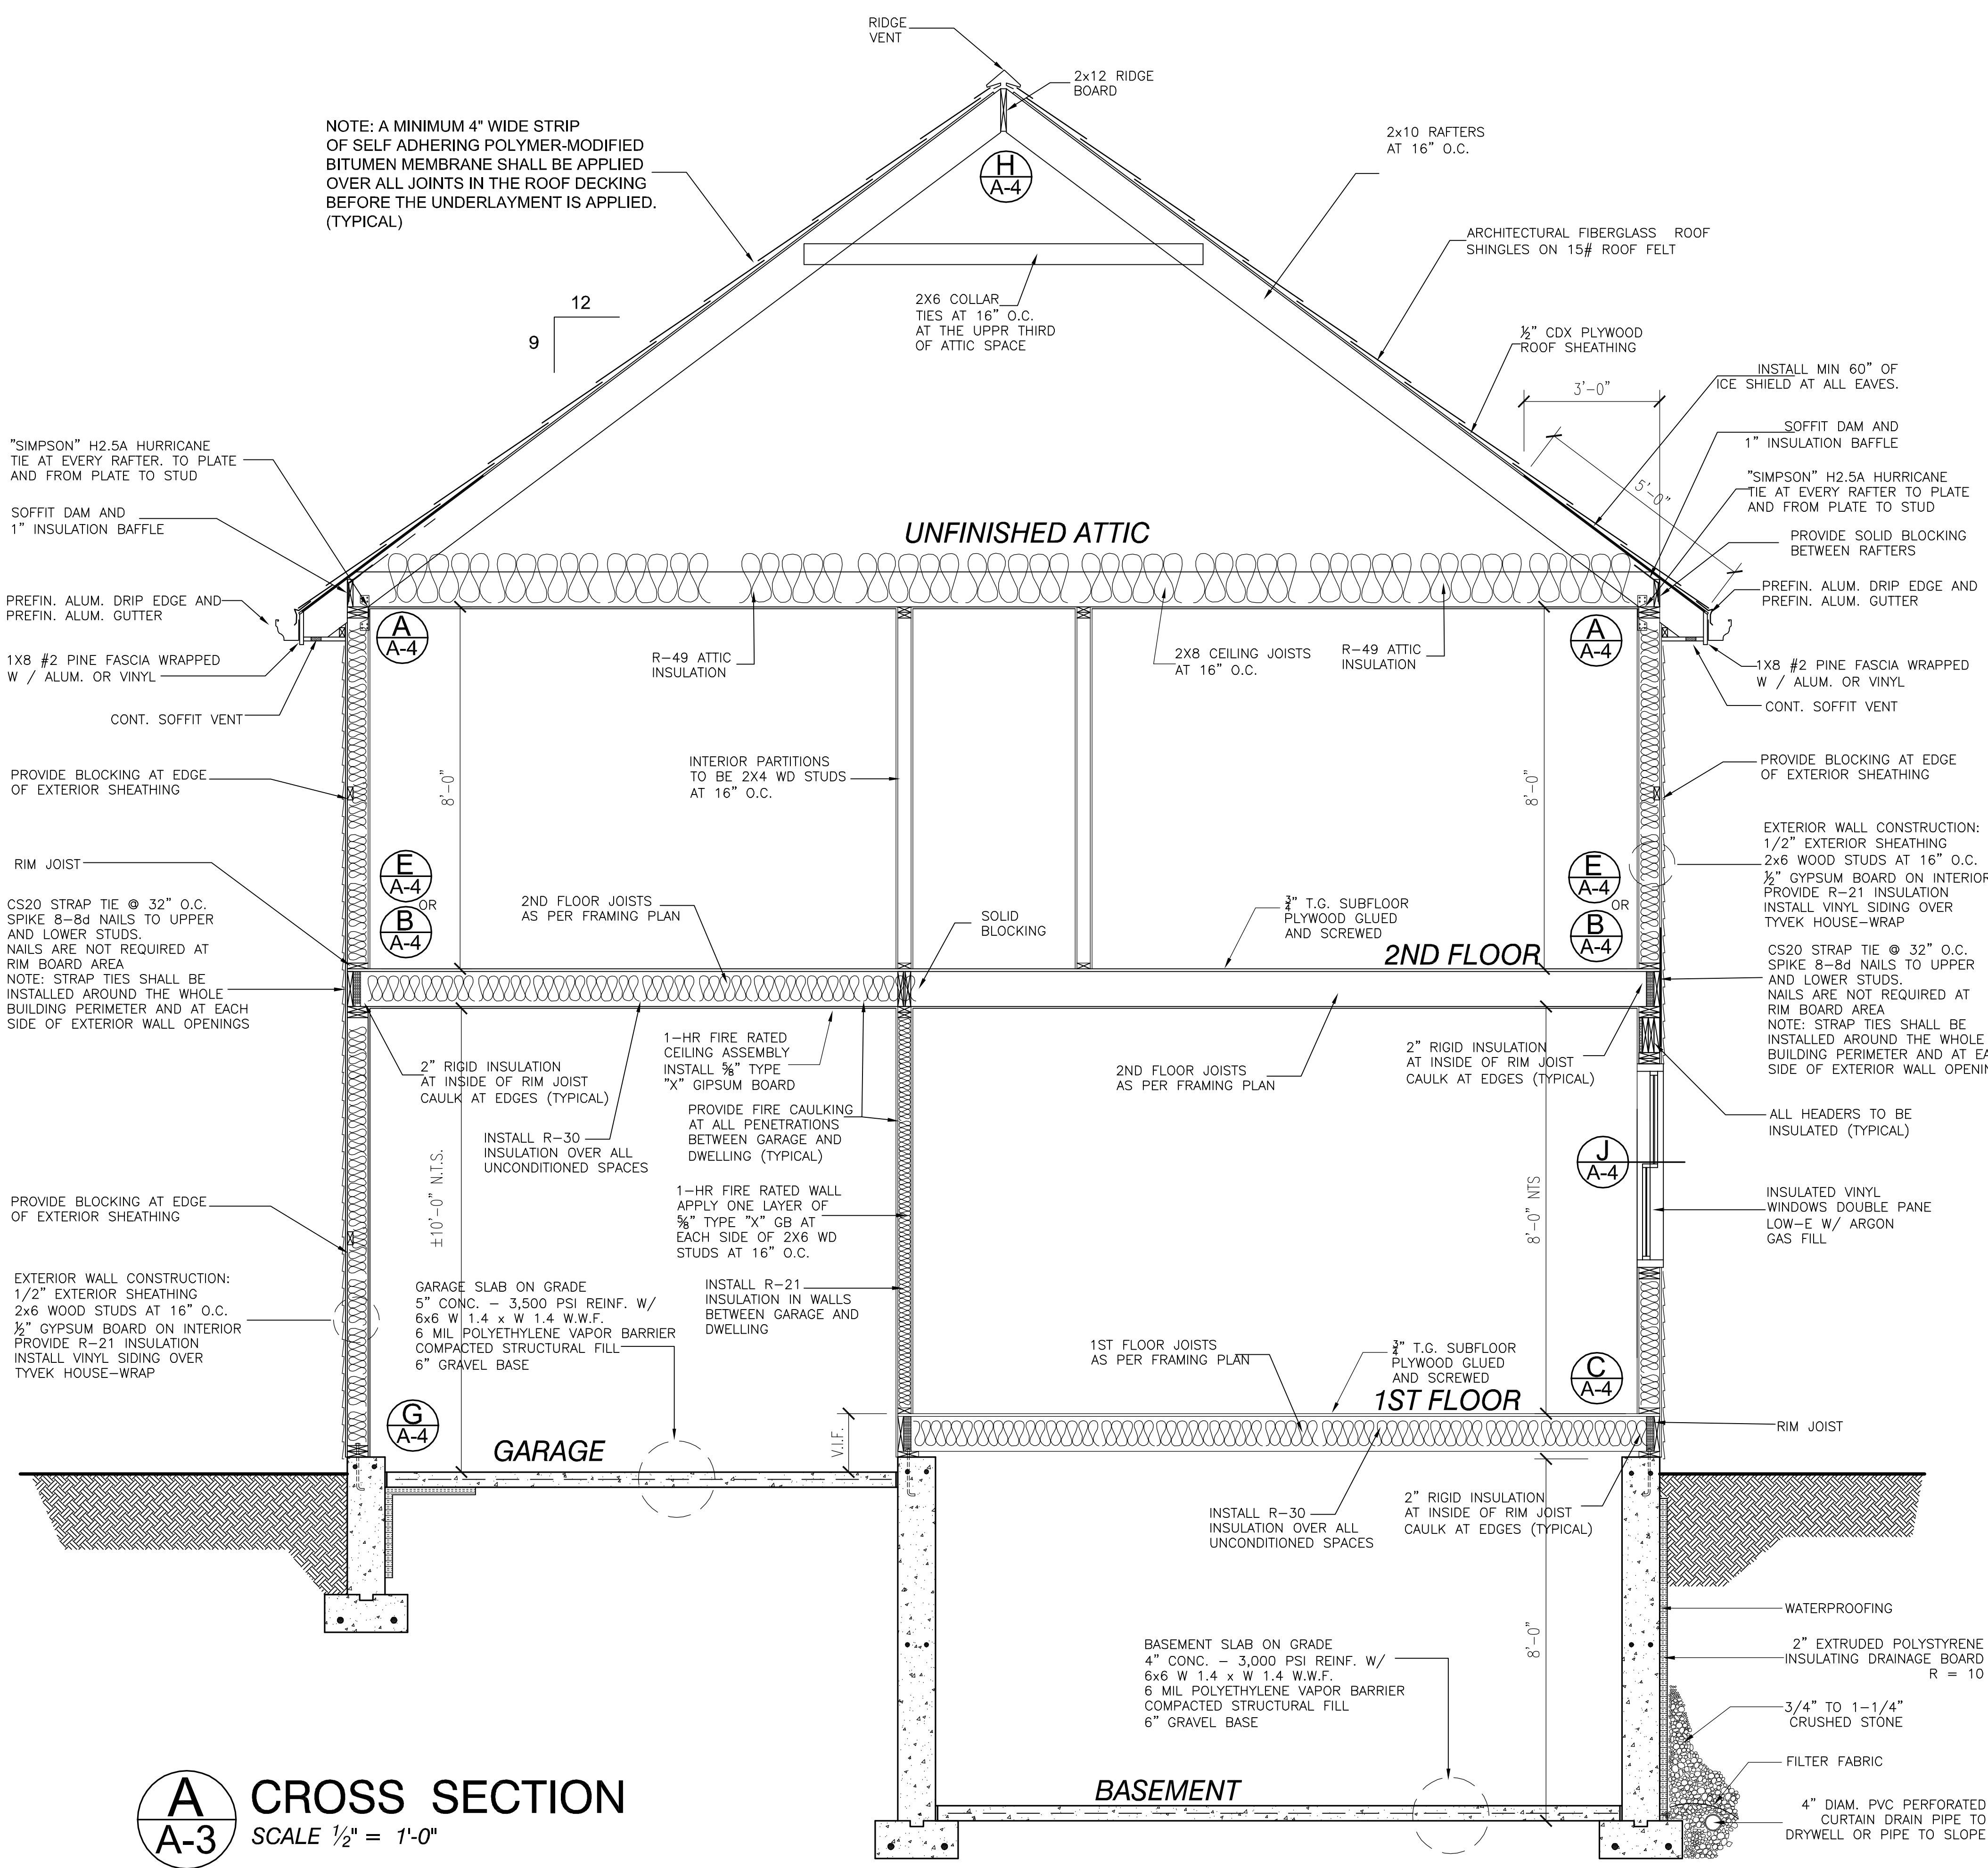 RIDGE
VENT
2x12 RIDGE
BOARD
NOTE: A MINIMUM 4" WIDE STRIP
OF SELF ADHERING POLYMER-MODIFIED
BITUMEN MEMBRANE SHALL BE APPLIED
OVER ALL JOINTS IN THE ROOF DECKING
BEFORE THE UNDERLAYMENT IS APPLIED.
(TYPICAL)
2x10 RAFTERS
AT 16" O.C.
H
A-4
ARCHITECTURAL FIBERGLASS ROOF
SHINGLES ON 15# ROOF FELT
12
9
2X6 COLLAR
TIES AT 16" O.C.
AT THE UPPR THIRD
OF ATTIC SPACE
½" CDX PLYWOOD
ROOF SHEATHING
INSTALL MIN 60" OF
ICE SHIELD AT ALL EAVES.
3'-0"
5'-0"
"SIMPSON" H2.5A HURRICANE
TIE AT EVERY RAFTER. TO PLATE
AND FROM PLATE TO STUD
SOFFIT DAM AND
1" INSULATION BAFFLE
PREFIN. ALUM. DRIP EDGE AND
PREFIN. ALUM. GUTTER
1X8 #2 PINE FASCIA WRAPPED
W / ALUM. OR VINYL
CONT. SOFFIT VENT
PROVIDE BLOCKING AT EDGE
OF EXTERIOR SHEATHING
RIM JOIST
CS20 STRAP TIE @ 32" O.C.
SPIKE 8-8d NAILS TO UPPER
AND LOWER STUDS.
NAILS ARE NOT REQUIRED AT
RIM BOARD AREA
NOTE: STRAP TIES SHALL BE
INSTALLED AROUND THE WHOLE
BUILDING PERIMETER AND AT EACH
SIDE OF EXTERIOR WALL OPENINGS
PROVIDE BLOCKING AT EDGE
OF EXTERIOR SHEATHING
EXTERIOR WALL CONSTRUCTION:
1/2" EXTERIOR SHEATHING
2x6 WOOD STUDS AT 16" O.C.
½" GYPSUM BOARD ON INTERIOR
PROVIDE R-21 INSULATION
INSTALL VINYL SIDING OVER
TYVEK HOUSE-WRAP
UNFINISHED ATTIC
A
A-4
R-49 ATTIC
INSULATION
2X8 CEILING JOISTS
AT 16" O.C.
R-49 ATTIC
INSULATION
A
A-4
8'-0"
INTERIOR PARTITIONS
TO BE 2X4 WD STUDS
AT 16" O.C.
8'-0"
E
A-4
OR
B
A-4
2ND FLOOR JOISTS
AS PER FRAMING PLAN
SOLID
BLOCKING
¾" T.G. SUBFLOOR
PLYWOOD GLUED
AND SCREWED
E
A-4
OR
B
A-4
2ND FLOOR
2" RIGID INSULATION
AT INSIDE OF RIM JOIST
CAULK AT EDGES (TYPICAL)
1-HR FIRE RATED
CEILING ASSEMBLY
INSTALL ⅝" TYPE
"X" GIPSUM BOARD
PROVIDE FIRE CAULKING
AT ALL PENETRATIONS
BETWEEN GARAGE AND
DWELLING (TYPICAL)
INSTALL R-30
INSULATION OVER ALL
UNCONDITIONED SPACES
2ND FLOOR JOISTS
AS PER FRAMING PLAN
2" RIGID INSULATION
AT INSIDE OF RIM JOIST
CAULK AT EDGES (TYPICAL)
±10'-0" N.T.S.
1-HR FIRE RATED WALL
APPLY ONE LAYER OF
⅝" TYPE "X" GB AT
EACH SIDE OF 2X6 WD
STUDS AT 16" O.C.
J
A-4
8'-0" NTS
GARAGE SLAB ON GRADE
5" CONC. - 3,500 PSI REINF. W/
6x6 W 1.4 x W 1.4 W.W.F.
6 MIL POLYETHYLENE VAPOR BARRIER
COMPACTED STRUCTURAL FILL
6" GRAVEL BASE
INSTALL R-21
INSULATION IN WALLS
BETWEEN GARAGE AND
DWELLING
1ST FLOOR JOISTS
AS PER FRAMING PLAN
¾" T.G. SUBFLOOR
PLYWOOD GLUED
AND SCREWED
C
A-4
1ST FLOOR
G
A-4
GARAGE
V.I.F.
INSTALL R-30
INSULATION OVER ALL
UNCONDITIONED SPACES
2" RIGID INSULATION
AT INSIDE OF RIM JOIST
CAULK AT EDGES (TYPICAL)
BASEMENT SLAB ON GRADE
4" CONC. - 3,000 PSI REINF. W/
6x6 W 1.4 x W 1.4 W.W.F.
6 MIL POLYETHYLENE VAPOR BARRIER
COMPACTED STRUCTURAL FILL
6" GRAVEL BASE
8'-0"
BASEMENT
SOFFIT DAM AND
1" INSULATION BAFFLE
"SIMPSON" H2.5A HURRICANE
TIE AT EVERY RAFTER TO PLATE
AND FROM PLATE TO STUD
PROVIDE SOLID BLOCKING
BETWEEN RAFTERS
PREFIN. ALUM. DRIP EDGE AND
PREFIN. ALUM. GUTTER
1X8 #2 PINE FASCIA WRAPPED
W / ALUM. OR VINYL
CONT. SOFFIT VENT
PROVIDE BLOCKING AT EDGE
OF EXTERIOR SHEATHING
EXTERIOR WALL CONSTRUCTION:
1/2" EXTERIOR SHEATHING
2x6 WOOD STUDS AT 16" O.C.
½" GYPSUM BOARD ON INTERIOR
PROVIDE R-21 INSULATION
INSTALL VINYL SIDING OVER
TYVEK HOUSE-WRAP
CS20 STRAP TIE @ 32" O.C.
SPIKE 8-8d NAILS TO UPPER
AND LOWER STUDS.
NAILS ARE NOT REQUIRED AT
RIM BOARD AREA
NOTE: STRAP TIES SHALL BE
INSTALLED AROUND THE WHOLE
BUILDING PERIMETER AND AT
SIDE OF EXTERIOR WALL
ALL HEADERS TO BE
INSULATED (TYPICAL)
INSULATED VINYL
WINDOWS DOUBLE PANE
LOW-E W/ ARGON
GAS FILL
RIM JOIST
WATERPROOFING
2" EXTRUDED POLYSTYRENE
INSULATING DRAINAGE BOARD
R = 10
3/4" TO 1-1/4"
CRUSHED STONE
FILTER FABRIC
4" DIAM. PVC PERFORATED
CURTAIN DRAIN PIPE TO
DRYWELL OR PIPE TO SLOPE
A
A-3
CROSS SECTION
SCALE ½" = 1'-0"